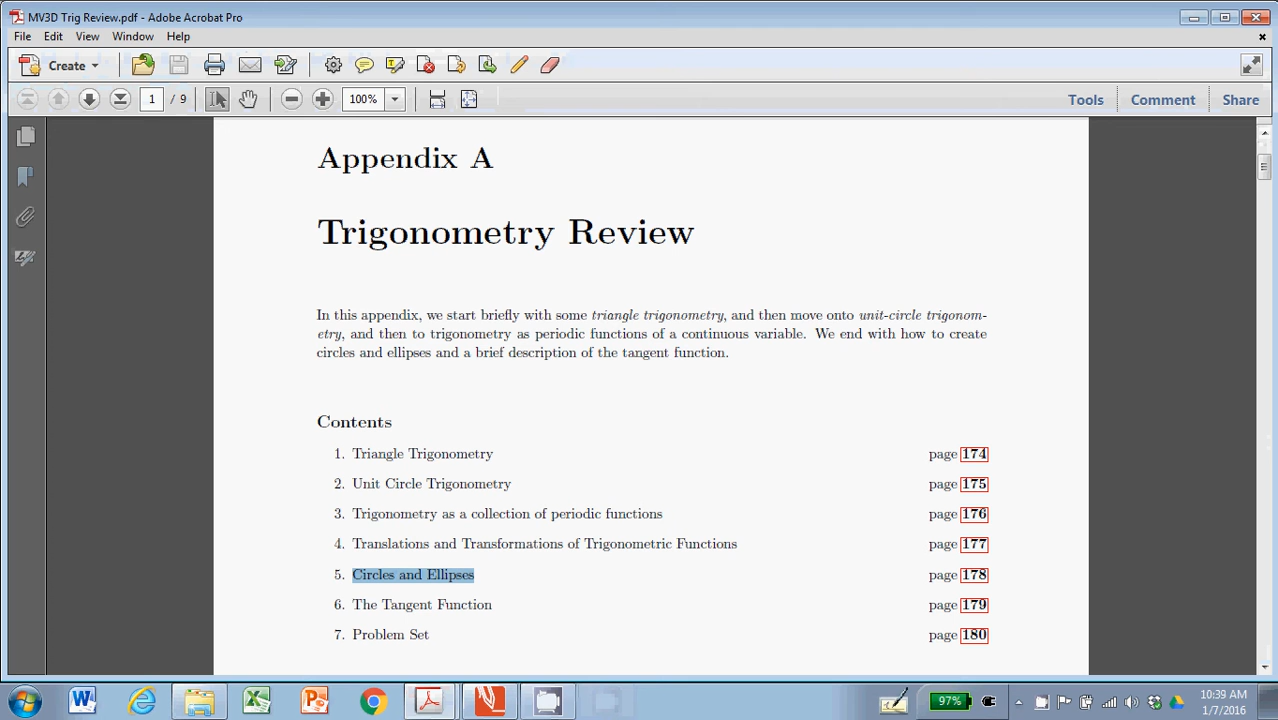 MV3D Trig Review.pdf - Adobe Acrobat Pro
File Edit View Window Help
Create
1 / 9 100% Tools Comment Share
Appendix A
Trigonometry Review
In this appendix, we start briefly with some triangle trigonometry, and then move onto unit-circle trigonom-
etry, and then to trigonometry as periodic functions of a continuous variable. We end with how to create
circles and ellipses and a brief description of the tangent function.
Contents
1. Triangle Trigonometry page 174
2. Unit Circle Trigonometry page 175
3. Trigonometry as a collection of periodic functions page 176
4. Translations and Transformations of Trigonometric Functions page 177
5. Circles and Ellipses page 178
6. The Tangent Function page 179
7. Problem Set page 180
97%
10:39 AM
1/7/2016